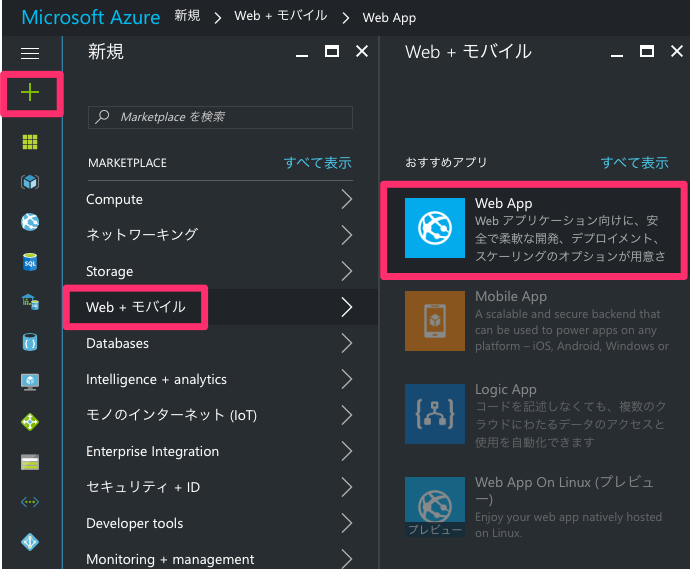 Microsoft Azure 新規 > Web + モバイル > Web App
新規
Marketplace を検索
MARKETPLACE すべて表示
Compute
ネットワーキング
Storage
Web + モバイル
Databases
Intelligence + analytics
モノのインターネット (IoT)
Enterprise Integration
セキュリティ + ID
Developer tools
Monitoring + management
Web + モバイル
おすすめアプリ すべて表示
Web App
Web アプリケーション向けに、安
全で柔軟な開発、デプロイメント、
スケーリングのオプションが用意さ
Mobile App
A scalable and secure backend that
can be used to power apps on any
platform – iOS, Android, Windows or
Logic App
コードを記述しなくても、複数のク
ラウドにわたるデータのアクセスと
使用を自動化できます
Web App On Linux (プレビュ
ー)
Enjoy your web app natively hosted
on Linux.
プレビュー
SQL